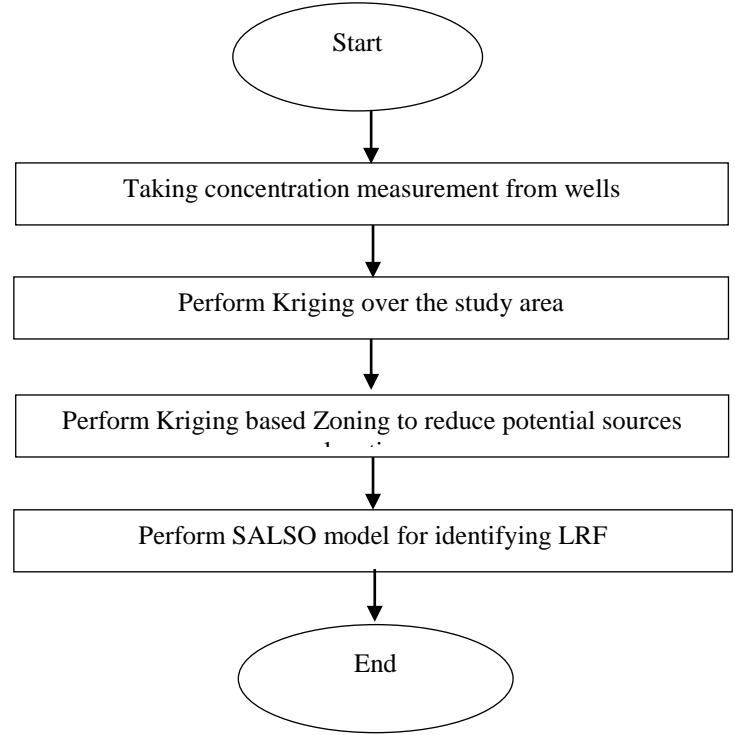 Start
Taking concentration measurement from wells
Perform Kriging over the study area
Perform Kriging based Zoning to reduce potential sources
Perform SALSO model for identifying LRF
End